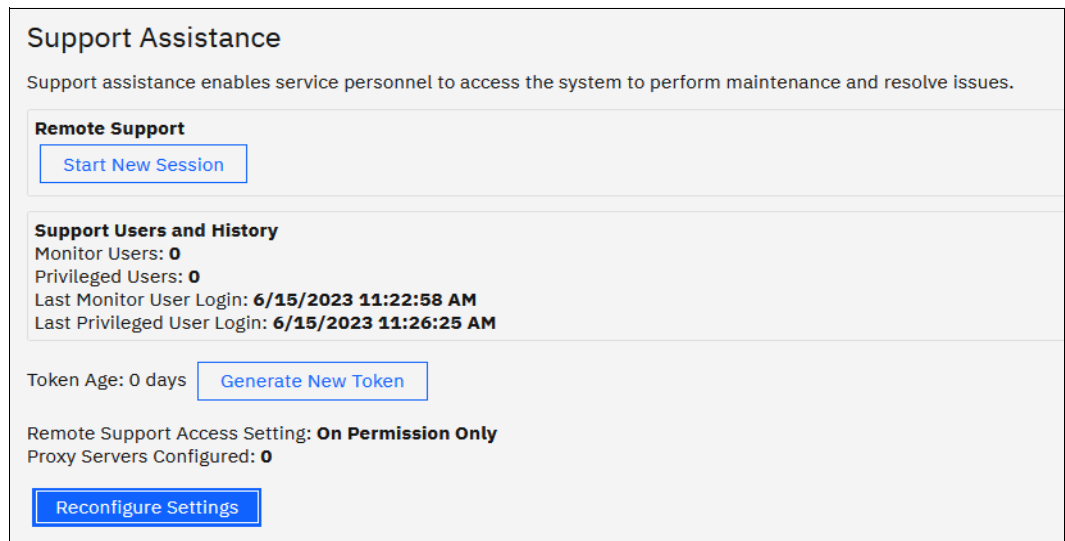 Support Assistance
Support assistance enables service personnel to access the system to perform maintenance and resolve issues.
Remote Support
Start New Session
Support Users and History
Monitor Users: 0
Privileged Users: 0
Last Monitor User Login: 6/15/2023 11:22:58 AM
Last Privileged User Login: 6/15/2023 11:26:25 AM
Token Age: 0 days Generate New Token
Remote Support Access Setting: On Permission Only
Proxy Servers Configured: 0
Reconfigure Settings